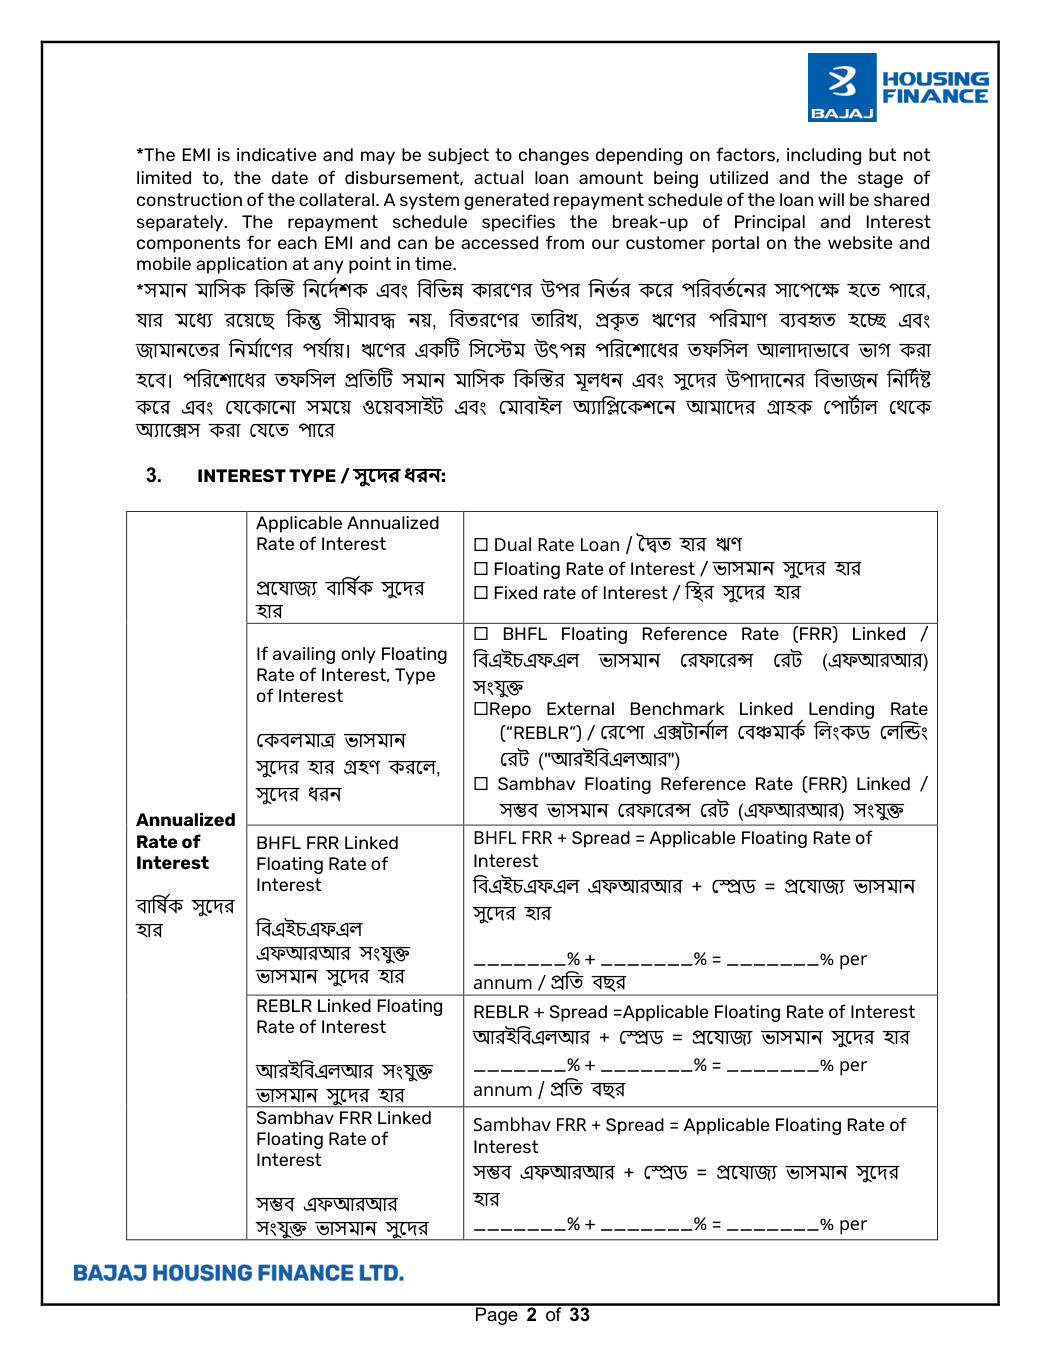 BAJAJ
HOUSING
FINANCE
*The EMI is indicative and may be subject to changes depending on factors, including but not
limited to, the date of disbursement, actual loan amount being utilized and the stage of
construction of the collateral. A system generated repayment schedule of the loan will be shared
separately. The repayment schedule specifies the break-up of Principal and Interest
components for each EMI and can be accessed from our customer portal on the website and
mobile application at any point in time.
*সমান মাসিক কিস্তি নির্দেশক এবং বিভিন্ন কারণের উপর নির্ভর করে পরিবর্তনের সাপেক্ষে হতে পারে,
যার মধ্যে রয়েছে কিন্তু সীমাবদ্ধ নয়, বিতরণের তারিখ, প্রকৃত ঋণের পরিমাণ ব্যবহৃত হচ্ছে এবং
জামানতের নির্মাণের পর্যায়। ঋণের একটি সিস্টেম উৎপন্ন পরিশোধের তফসিল আলাদাভাবে ভাগ করা
হবে। পরিশোধের তফসিল প্রতিটি সমান মাসিক কিস্তির মূলধন এবং সুদের উপাদানের বিভাজন নির্দিষ্ট
করে এবং যেকোনো সময়ে ওয়েবসাইট এবং মোবাইল অ্যাপ্লিকেশনে আমাদের গ্রাহক পোর্টাল থেকে
অ্যাক্সেস করা যেতে পারে
3. INTEREST TYPE / সুদের ধরন:
Annualized
Rate of
Interest
বার্ষিক সুদের
হার
Applicable Annualized
Rate of Interest
প্রযোজ্য বার্ষিক সুদের
হার
☐ Dual Rate Loan / দ্বৈত হার ঋণ
☐ Floating Rate of Interest / ভাসমান সুদের হার
☐ Fixed rate of Interest / স্থির সুদের হার
If availing only Floating
Rate of Interest, Type
of Interest
কেবলমাত্র ভাসমান
সুদের হার গ্রহণ করলে,
সুদের ধরন
☐ BHFL Floating Reference Rate (FRR) Linked /
বিএইচএফএল ভাসমান রেফারেন্স রেট (এফআরআর)
সংযুক্ত
☐Repo External Benchmark Linked Lending Rate
(“REBLR”) / রেপো এক্সটার্নাল বেঞ্চমার্ক লিংকড লেন্ডিং
রেট ("আরইবিএলআর")
☐ Sambhav Floating Reference Rate (FRR) Linked /
সম্ভব ভাসমান রেফারেন্স রেট (এফআরআর) সংযুক্ত
BHFL FRR Linked
Floating Rate of
Interest
বিএইচএফএল
এফআরআর সংযুক্ত
ভাসমান সুদের হার
BHFL FRR + Spread = Applicable Floating Rate of
Interest
বিএইচএফএল এফআরআর + স্প্রেড = প্রযোজ্য ভাসমান
সুদের হার
_______% + _______% = _______% per
annum / প্রতি বছর
REBLR Linked Floating
Rate of Interest
আরইবিএলআর সংযুক্ত
ভাসমান সুদের হার
REBLR + Spread =Applicable Floating Rate of Interest
আরইবিএলআর + স্প্রেড = প্রযোজ্য ভাসমান সুদের হার
_______% + _______% = _______% per
annum / প্রতি বছর
Sambhav FRR Linked
Floating Rate of
Interest
সম্ভব এফআরআর
সংযুক্ত ভাসমান সুদের
Sambhav FRR + Spread = Applicable Floating Rate of
Interest
সম্ভব এফআরআর + স্প্রেড = প্রযোজ্য ভাসমান সুদের
হার
_______% + _______% = _______% per
BAJAJ HOUSING FINANCE LTD.
Page 2 of 33